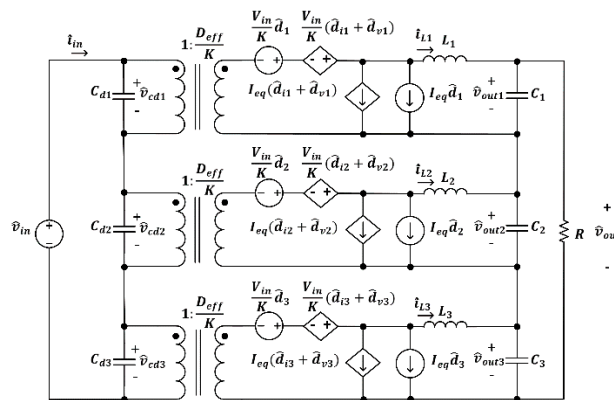 1: D_eff/K V_in/K d̂_1 V_in/K (d̂_i1 + d̂_v1)
î_in î_L1 L_1
C_d1 + v̂_cd1 - I_eq(d̂_i1 + d̂_v1) I_eq d̂_1 + v̂_out1 - C_1
1: D_eff/K V_in/K d̂_2 V_in/K (d̂_i2 + d̂_v2)
î_L2 L_2
v̂_in + - C_d2 + v̂_cd2 - I_eq(d̂_i2 + d̂_v2) I_eq d̂_2 + v̂_out2 - C_2 R + v̂_ou -
1: D_eff/K V_in/K d̂_3 V_in/K (d̂_i3 + d̂_v3)
î_L3 L_3
C_d3 + v̂_cd3 - I_eq(d̂_i3 + d̂_v3) I_eq d̂_3 + v̂_out3 - C_3